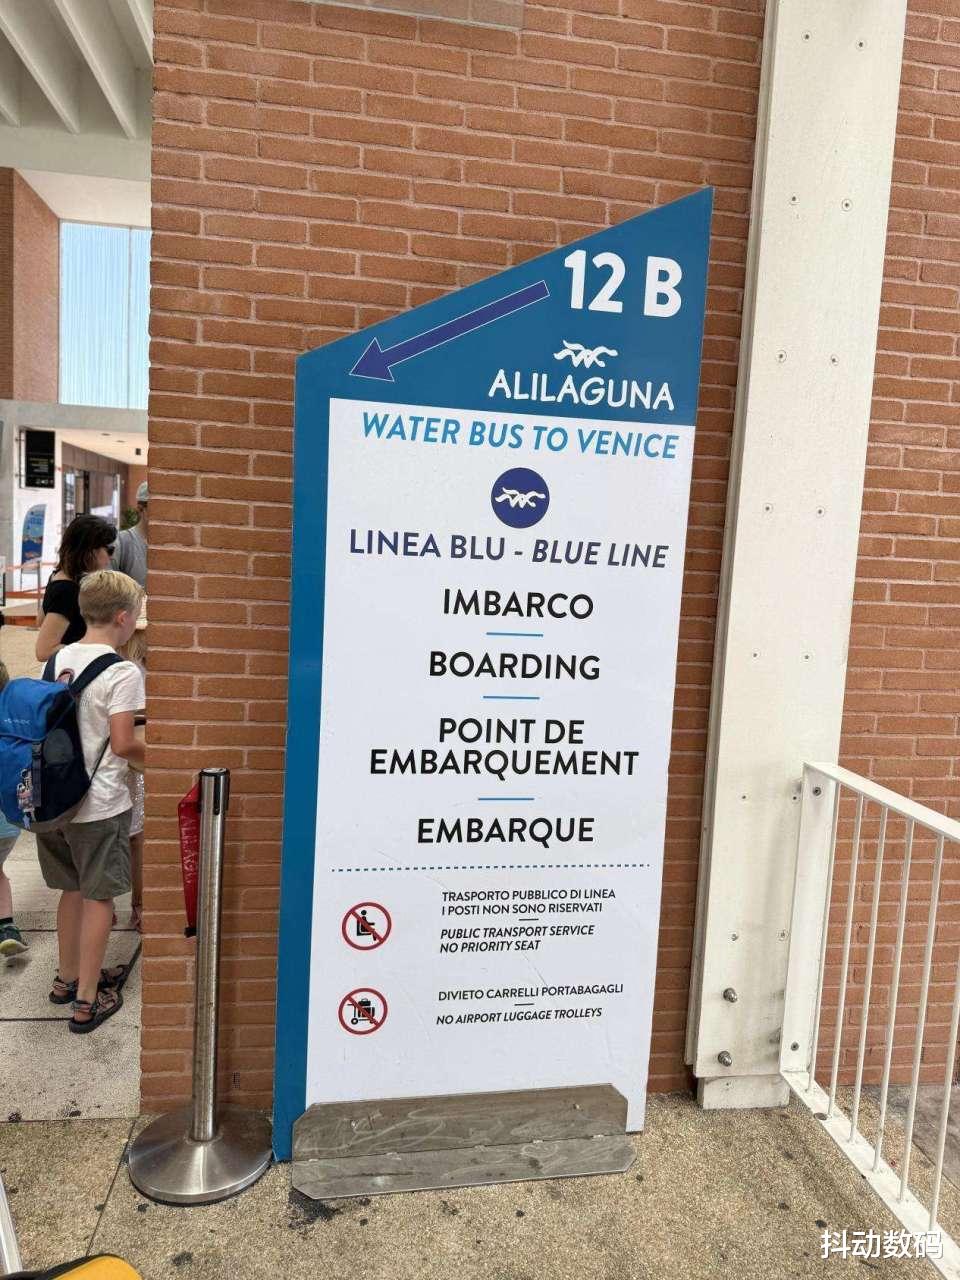 12 B
ALILAGUNA
WATER BUS TO VENICE
LINEA BLU - BLUE LINE
IMBARCO
BOARDING
POINT DE
EMBARQUEMENT
EMBARQUE
TRASPORTO PUBBLICO DI LINEA
I POSTI NON SONO RISERVATI
PUBLIC TRANSPORT SERVICE
NO PRIORITY SEAT
DIVIETO CARRELLI PORTABAGAGLI
NO AIRPORT LUGGAGE TROLLEYS
抖动数码